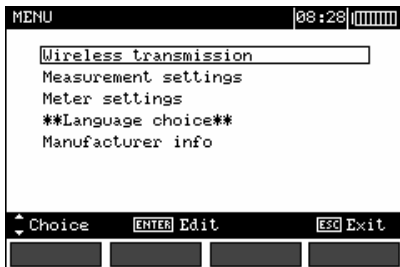 MENU 08:28
Wireless transmission
Measurement settings
Meter settings
**Language choice**
Manufacturer info
Choice ENTER Edit ESC Exit